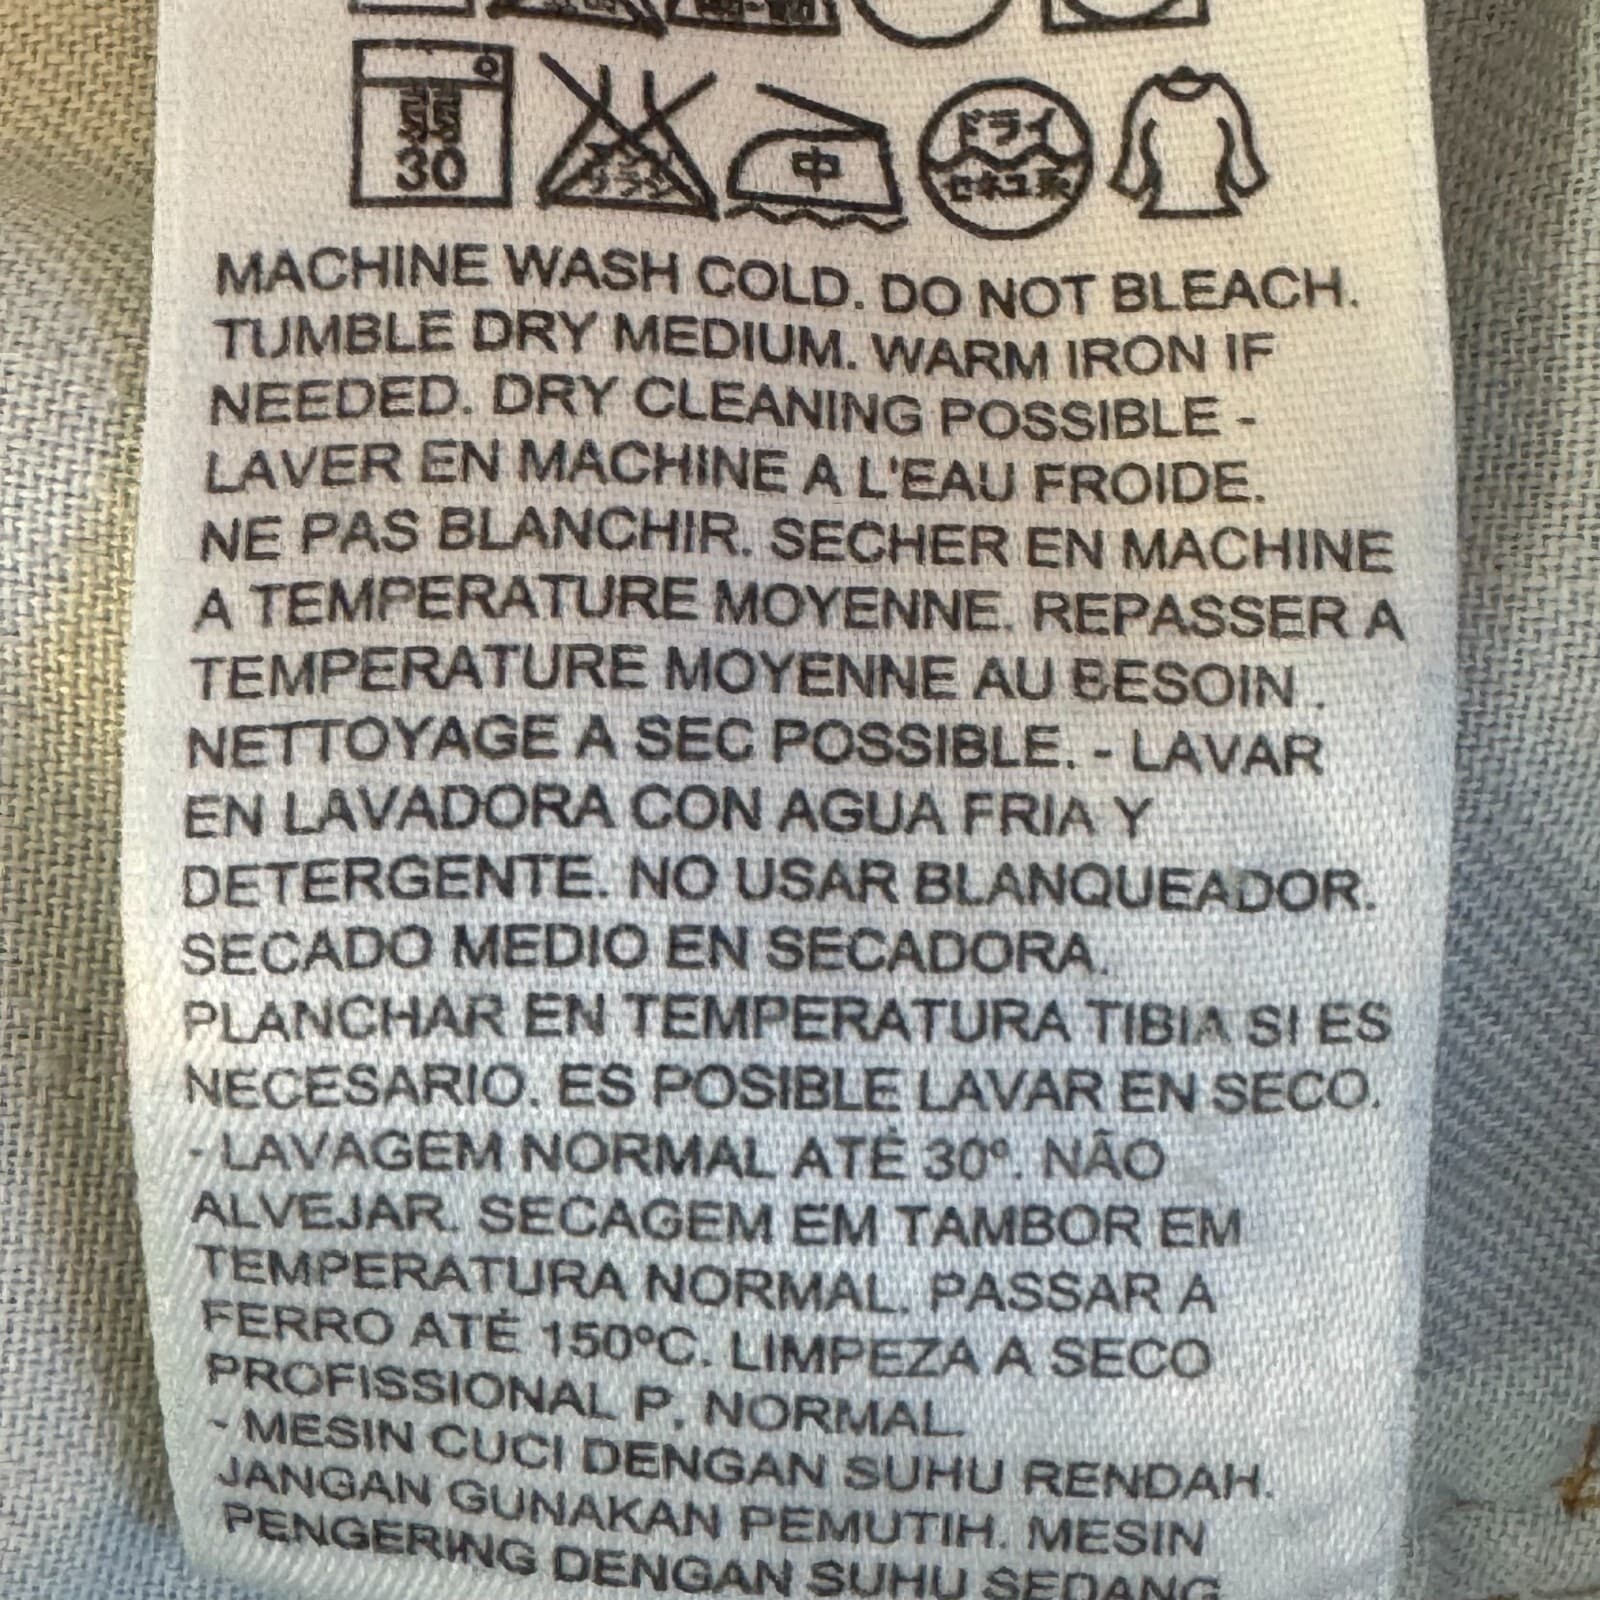 30
中
ドライ
MACHINE WASH COLD. DO NOT BLEACH.
TUMBLE DRY MEDIUM. WARM IRON IF
NEEDED. DRY CLEANING POSSIBLE -
LAVER EN MACHINE A L'EAU FROIDE.
NE PAS BLANCHIR. SECHER EN MACHINE
A TEMPERATURE MOYENNE. REPASSER A
TEMPERATURE MOYENNE AU BESOIN .
NETTOYAGE A SEC POSSIBLE. - LAVAR
EN LAVADORA CON AGUA FRIA Y
DETERGENTE. NO USAR BLANQUEADOR.
SECADO MEDIO EN SECADORA.
PLANCHAR EN TEMPERATURA TIBIA SI ES
NECESARIO. ES POSIBLE LAVAR EN SECO.
- LAVAGEM NORMAL ATÉ 30º. NÃO
ALVEJAR. SECAGEM EM TAMBOR EM
TEMPERATURA NORMAL. PASSAR A
FERRO ATÉ 150ºC. LIMPEZA A SECO
PROFISSIONAL P, NORMAL
- MESIN CUCI DENGAN SUHU RENDAH.
JANGAN GUNAKAN PEMUTIH. MESIN
PENGERING DENGAN SUHU SEDANG